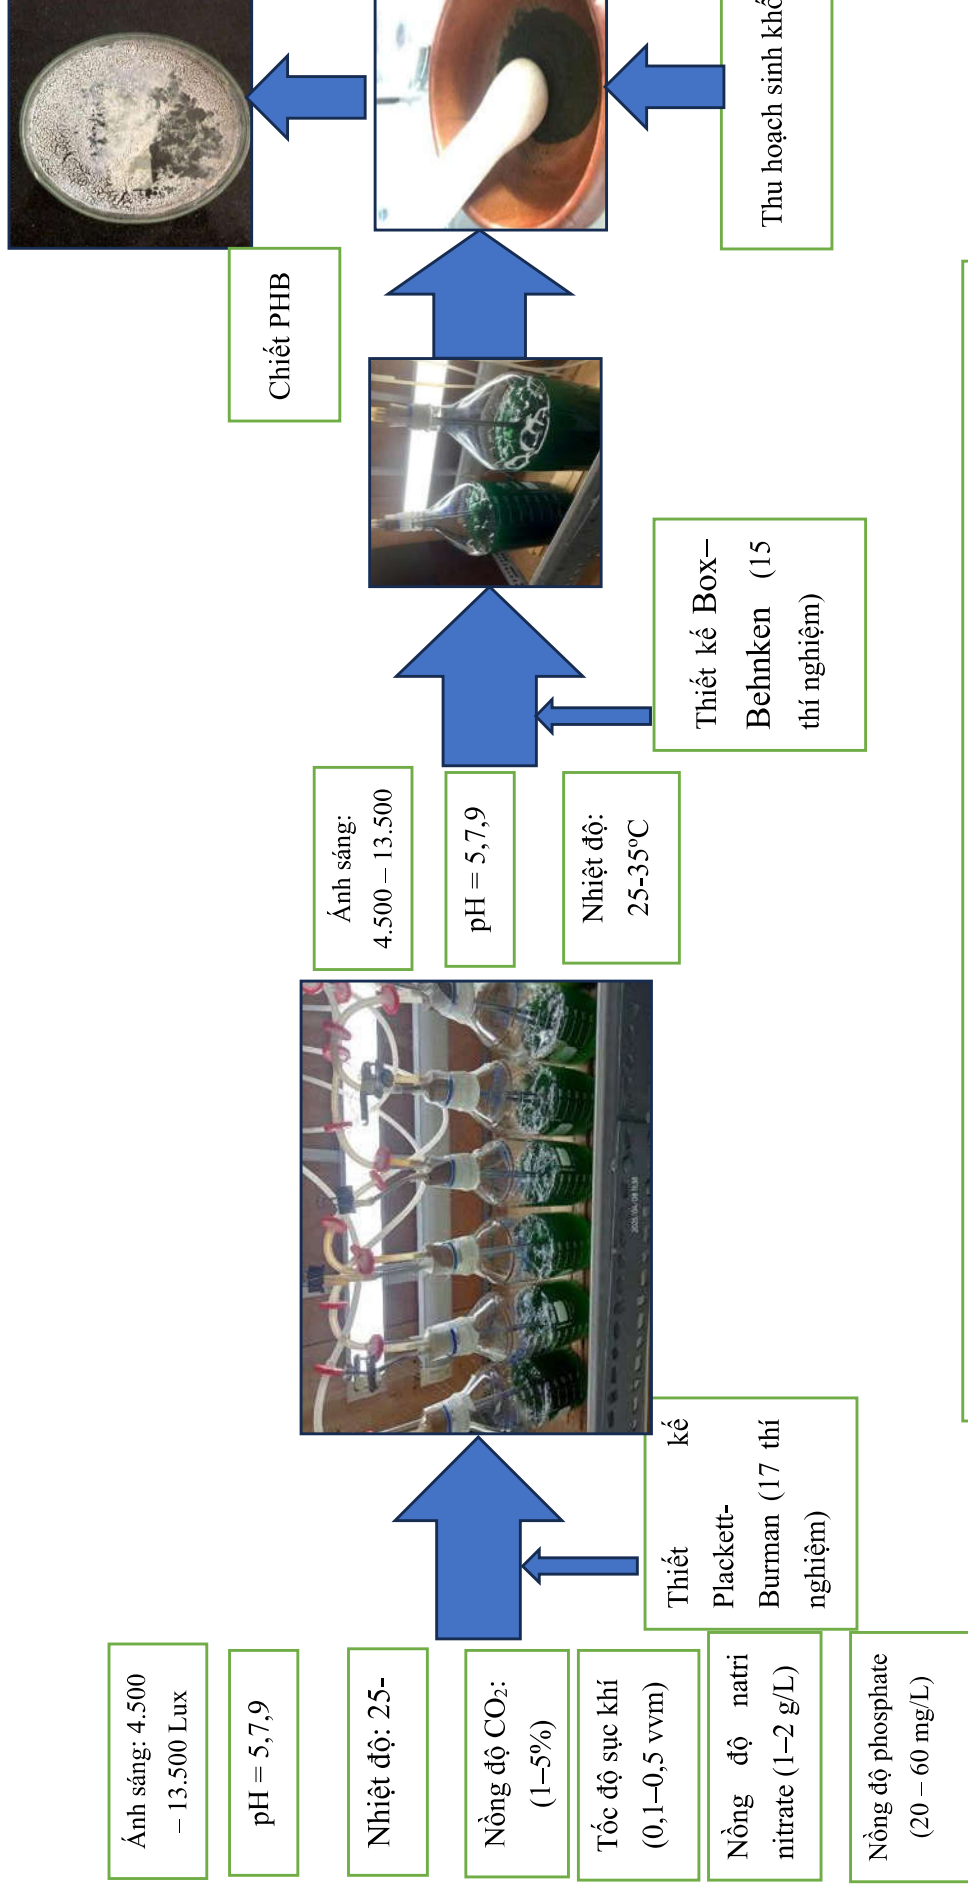 Ánh sáng: 4.500
– 13.500 Lux
pH = 5,7,9
Nhiệt độ: 25-
Nồng độ CO₂:
(1–5%)
Tốc độ sục khí
(0,1–0,5 vvm)
Nồng độ natri
nitrate (1–2 g/L)
Nồng độ phosphate
(20 – 60 mg/L)
Thiết kế
Plackett-
Burman (17 thí
nghiệm)
Ánh sáng:
4.500 – 13.500
pH = 5,7,9
Nhiệt độ:
25-35°C
Thiết kế Box–
Behnken (15
thí nghiệm)
Chiết PHB
Thu hoạch sinh